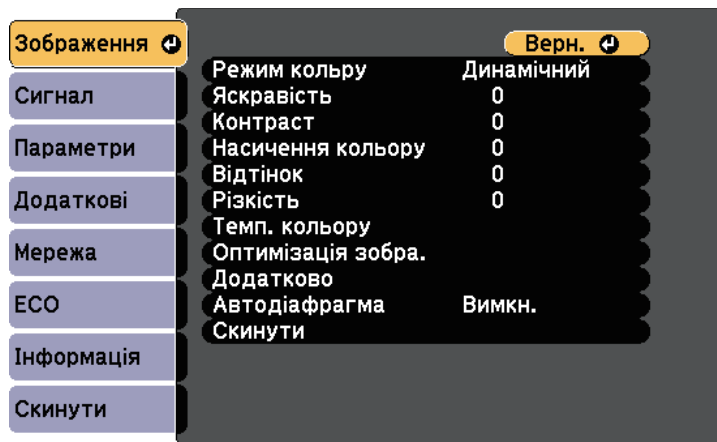 Зображення
Сигнал
Параметри
Додаткові
Мережа
ECO
Інформація
Скинути
Верн.
Режим кольру Динамічний
Яскравість 0
Контраст 0
Насичення кольору 0
Відтінок 0
Різкість 0
Темп. кольору
Оптимізація зобра.
Додатково
Автодіафрагма Вимкн.
Скинути